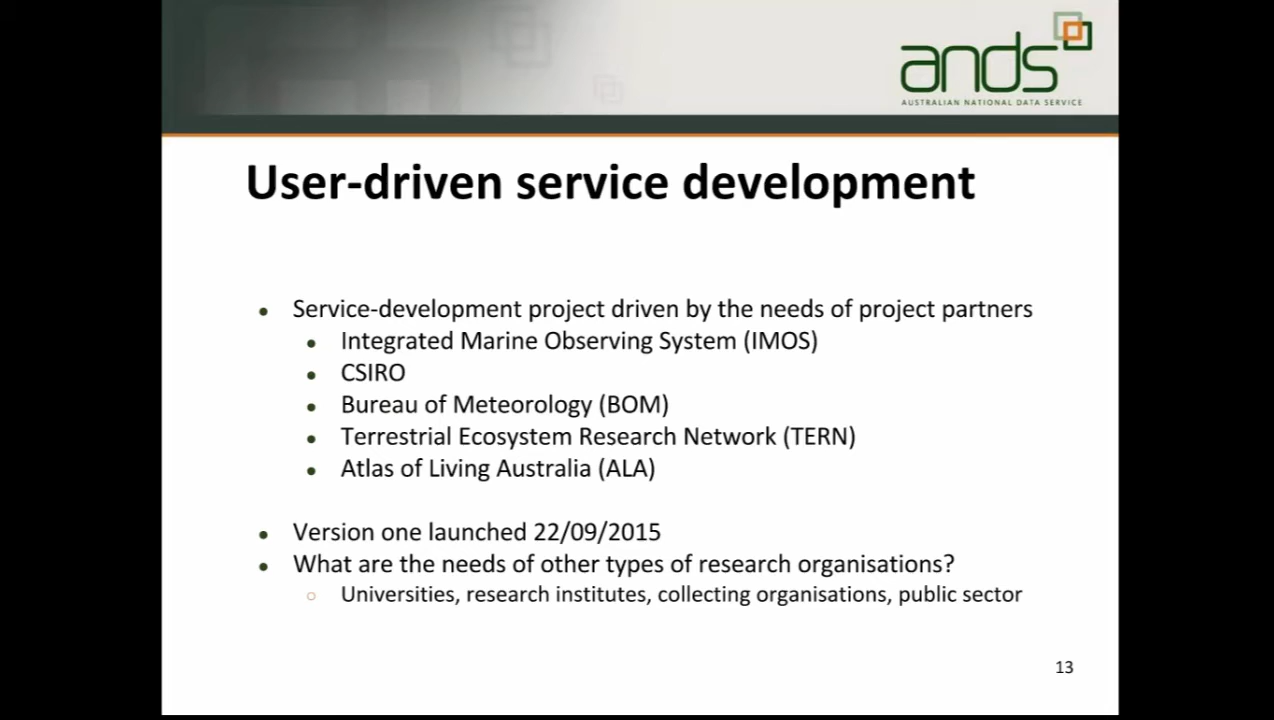 ands
AUSTRALIAN NATIONAL DATA SERVICE
User-driven service development
• Service-development project driven by the needs of project partners
• Integrated Marine Observing System (IMOS)
• CSIRO
• Bureau of Meteorology (BOM)
• Terrestrial Ecosystem Research Network (TERN)
• Atlas of Living Australia (ALA)
• Version one launched 22/09/2015
• What are the needs of other types of research organisations?
○ Universities, research institutes, collecting organisations, public sector
13